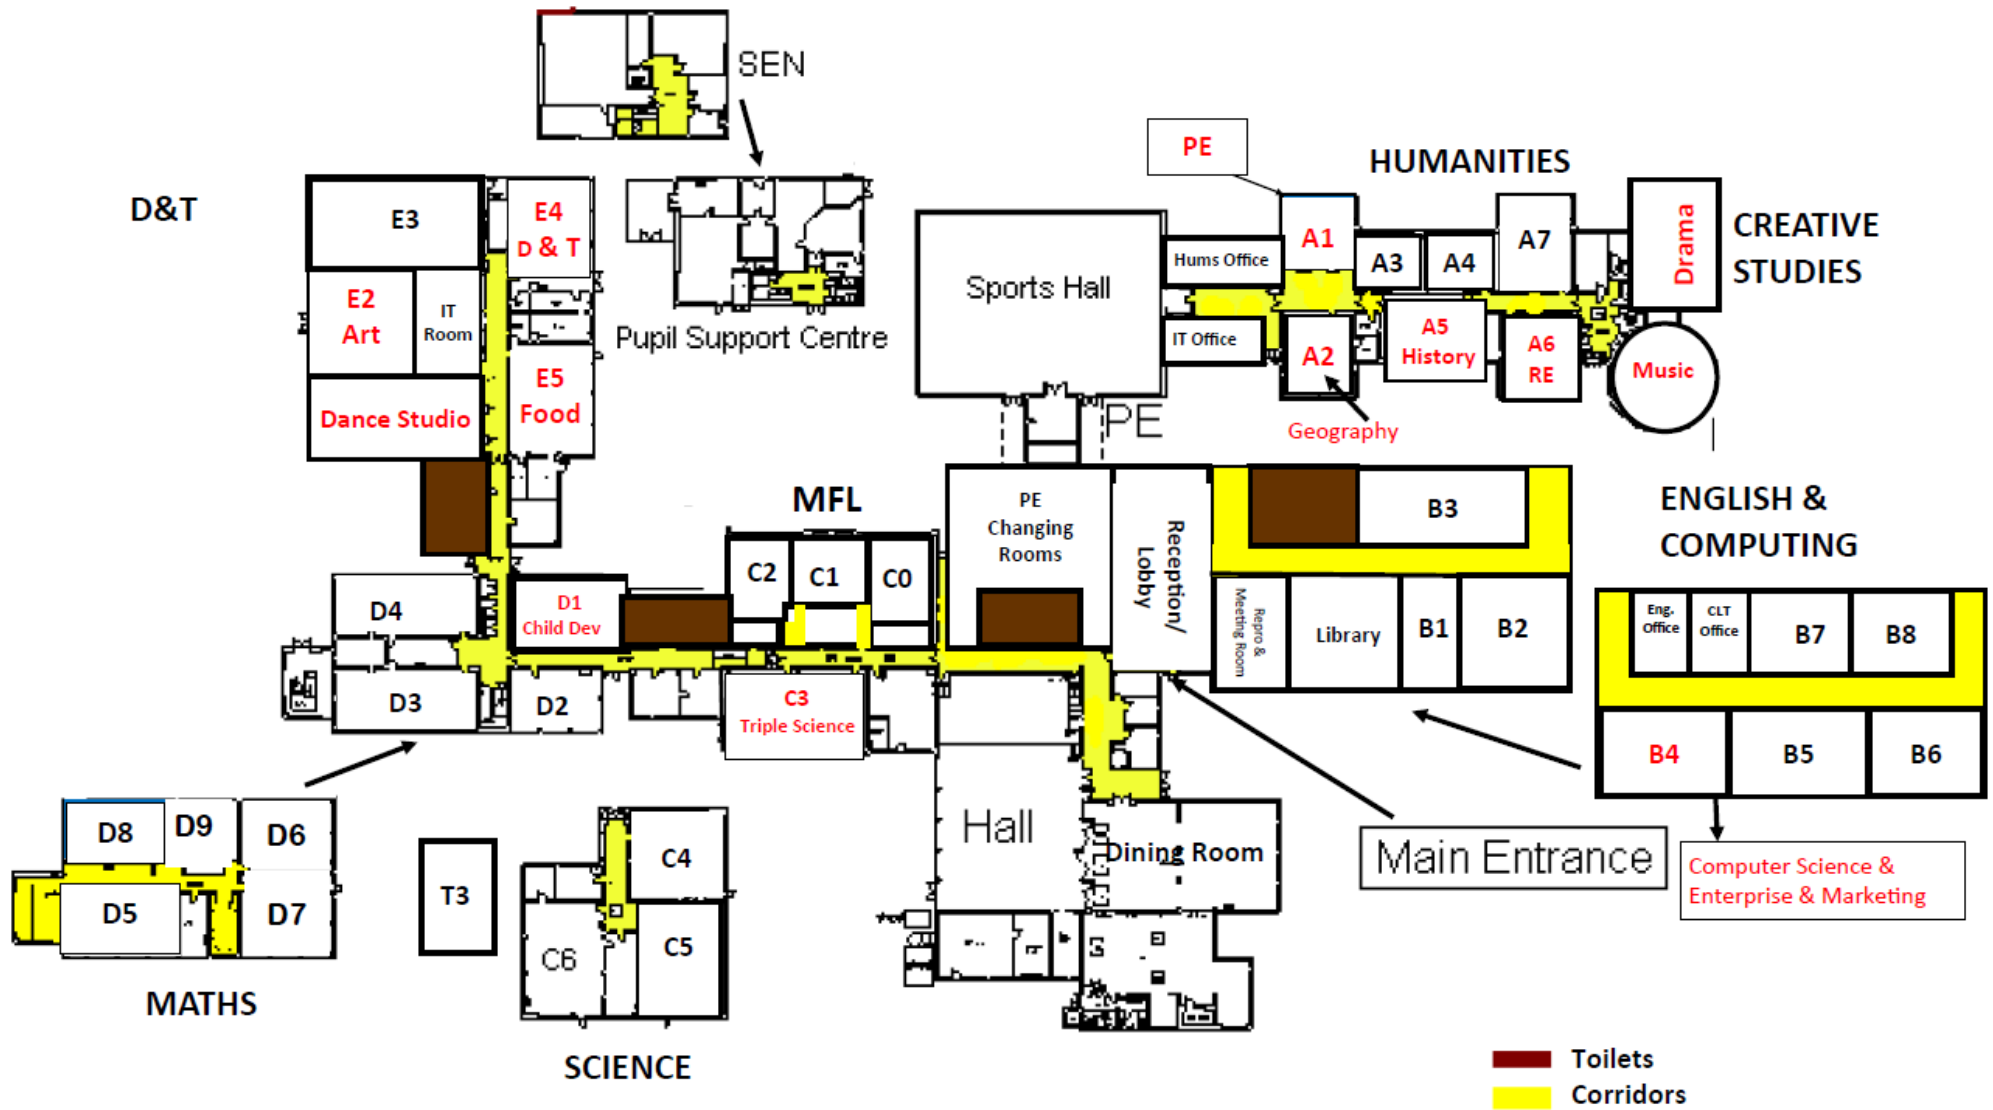 SEN
PE
HUMANITIES
D&T
E3
E4
D & T
A1
A7
Drama
CREATIVE
STUDIES
Hums Office
A3
A4
Sports Hall
E2
Art
IT
Room
Pupil Support Centre
IT Office
A2
A5
History
A6
RE
Music
E5
Food
Dance Studio
PE
Geography
MFL
PE
Changing
Rooms
Reception/
Lobby
B3
ENGLISH &
COMPUTING
C2
C1
C0
D4
D1
Child Dev
Repro &
Meeting Room
Library
B1
B2
Eng.
Office
CLT
Office
B7
B8
D3
D2
C3
Triple Science
B4
B5
B6
D8
D9
D6
Hall
Dining Room
Main Entrance
Computer Science &
Enterprise & Marketing
D5
D7
T3
C4
C5
C6
MATHS
SCIENCE
Toilets
Corridors